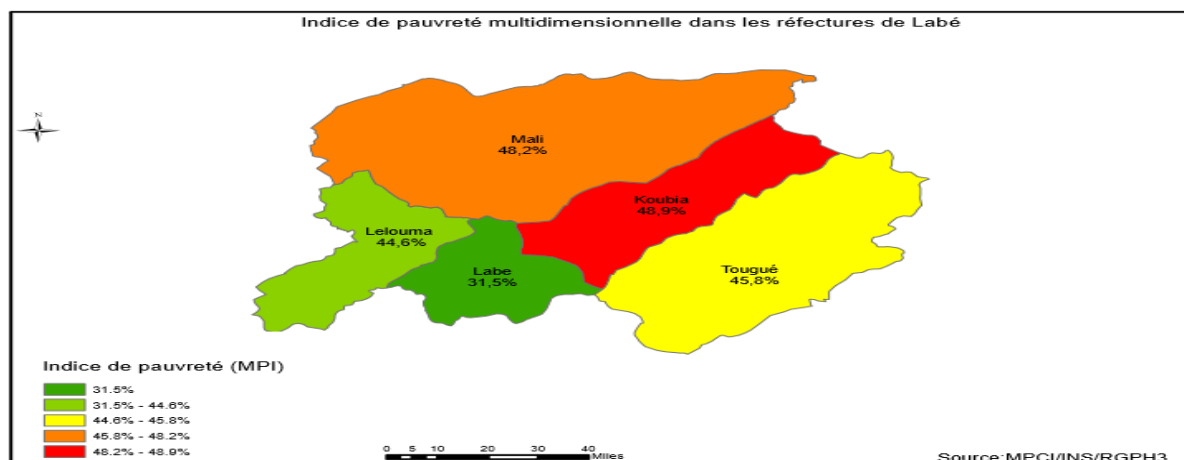 Indice de pauvreté multidimensionnelle dans les réfectures de Labé
N
Mali
48,2%
Koubia
48,9%
Lelouma
44,6%
Labe
31,5%
Tougué
45,8%
Indice de pauvreté (MPI)
31.5%
31.5% - 44.6%
44.6% - 45.8%
45.8% - 48.2%
48.2% - 48.9%
0 5 10 20 30 40
Miles
Source:MPCI/INS/RGPH3